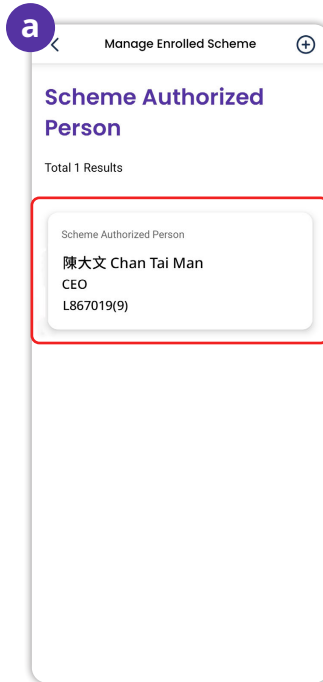 a
Manage Enrolled Scheme
Scheme Authorized
Person
Total 1 Results
Scheme Authorized Person
陳大文 Chan Tai Man
CEO
L867019(9)